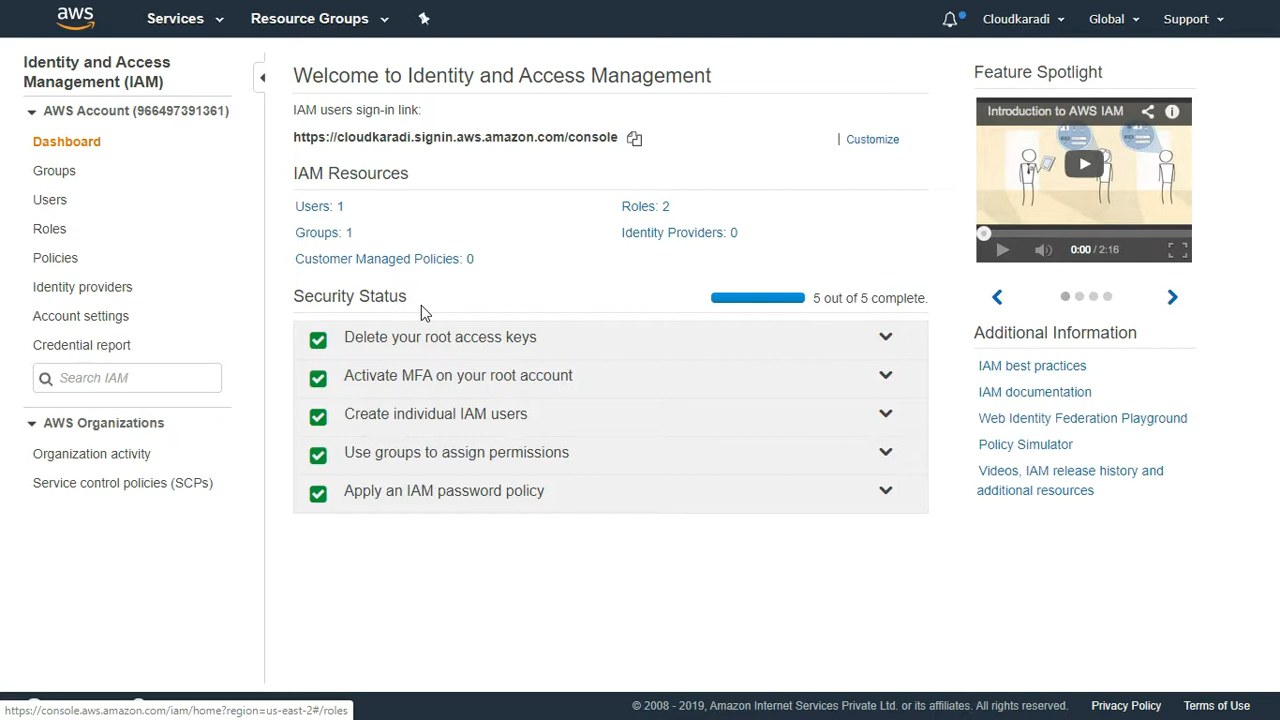 aws
Services
Resource Groups
Cloudkaradi
Global
Support
Identity and Access
Management (IAM)
AWS Account (966497391361)
Dashboard
Groups
Users
Roles
Policies
Identity providers
Account settings
Credential report
Search IAM
AWS Organizations
Organization activity
Service control policies (SCPs)
Welcome to Identity and Access Management
IAM users sign-in link:
https://cloudkaradi.signin.aws.amazon.com/console
| Customize
IAM Resources
Users: 1
Roles: 2
Groups: 1
Identity Providers: 0
Customer Managed Policies: 0
Security Status
5 out of 5 complete.
Delete your root access keys
Activate MFA on your root account
Create individual IAM users
Use groups to assign permissions
Apply an IAM password policy
Feature Spotlight
Introduction to AWS IAM
0:00 / 2:16
Additional Information
IAM best practices
IAM documentation
Web Identity Federation Playground
Policy Simulator
Videos, IAM release history and
additional resources
https://console.aws.amazon.com/iam/home?region=us-east-2#/roles
© 2008 - 2019, Amazon Internet Services Private Ltd. or its affiliates. All rights reserved.
Privacy Policy
Terms of Use